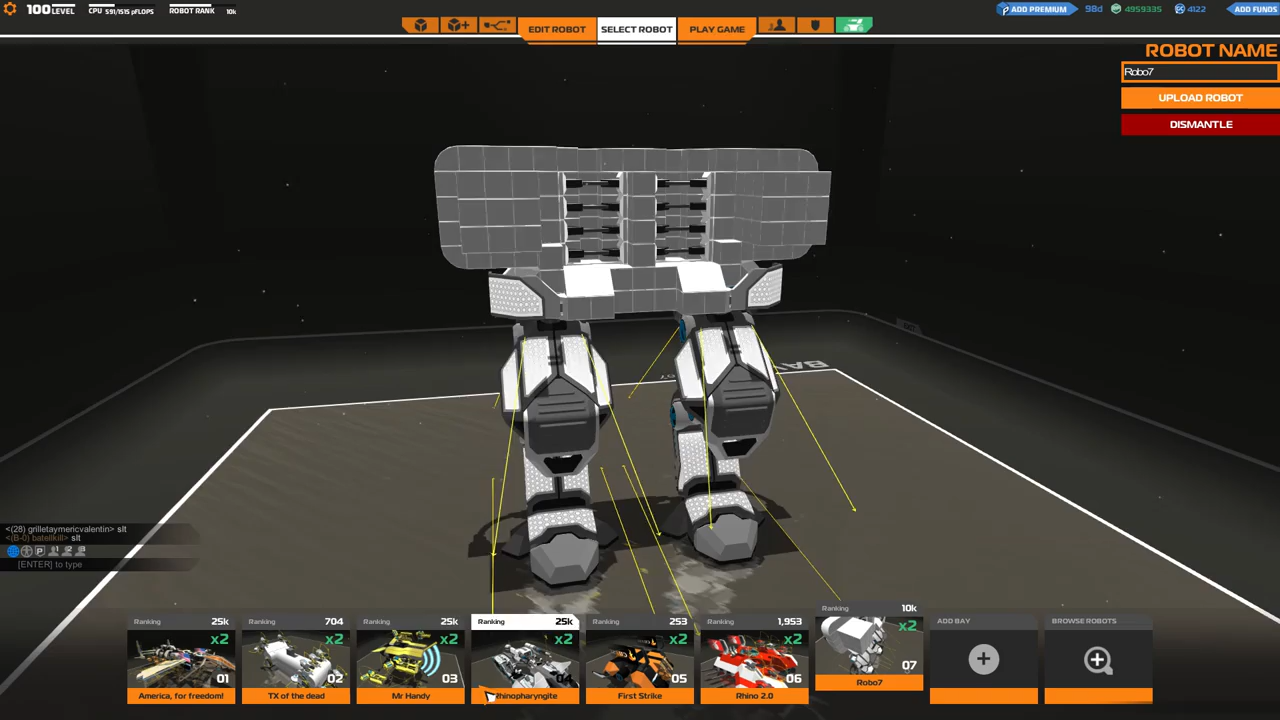 100 LEVEL
CPU 591/1515 pFLOPS
ROBOT RANK 10k
EDIT ROBOT
SELECT ROBOT
PLAY GAME
ADD PREMIUM
98d
4959335
4122
ADD FUNDS
ROBOT NAME
Robo7
UPLOAD ROBOT
DISMANTLE
<(28) grilletaymericvalentin> slt
<(B-0) batellkill> slt
[ENTER] to type
Ranking 25k
x2
01
America, for freedom!
Ranking 704
x2
02
TX of the dead
Ranking 25k
x2
03
Mr Handy
Ranking 25k
x2
Rhinopharyngite
Ranking 253
x2
05
First Strike
Ranking 1,953
x2
06
Rhino 2.0
Ranking 10k
x2
07
Robo7
ADD BAY
BROWSE ROBOTS